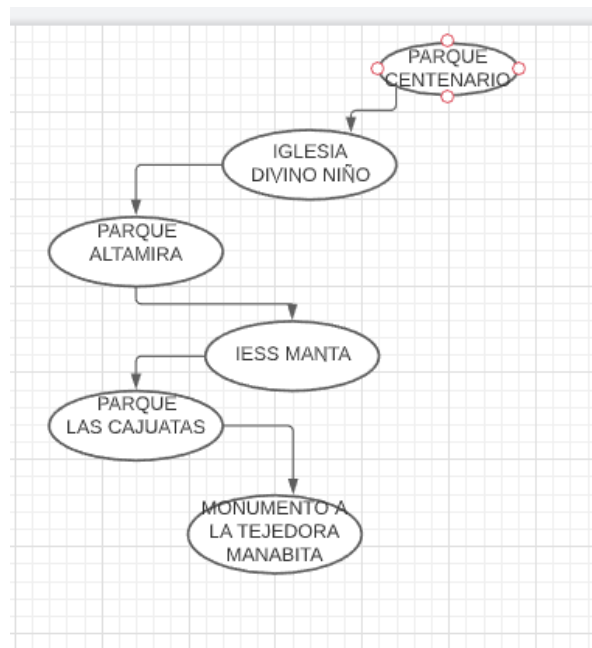 PARQUE
CENTENARIO
IGLESIA
DIVINO NIÑO
PARQUE
ALTAMIRA
IESS MANTA
PARQUE
LAS CAJUATAS
MONUMENTO A
LA TEJEDORA
MANABITA